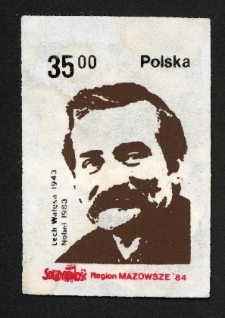 35 00 Polska
Lech Wałęsa 1943
Nobel 1983
Solidarność Region MAZOWSZE '84